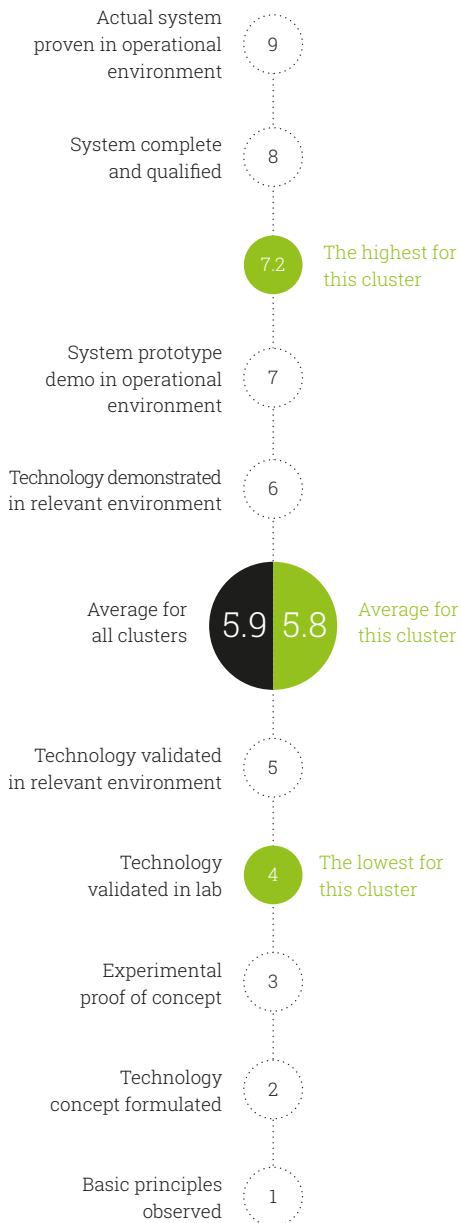 Actual system
proven in operational
environment
9
System complete
and qualified
8
7.2
The highest for
this cluster
System prototype
demo in operational
environment
7
Technology demonstrated
in relevant environment
6
Average for
all clusters
5.9 5.8
Average for
this cluster
Technology validated
in relevant environment
5
Technology
validated in lab
4
The lowest for
this cluster
Experimental
proof of concept
3
Technology
concept formulated
2
Basic principles
observed
1